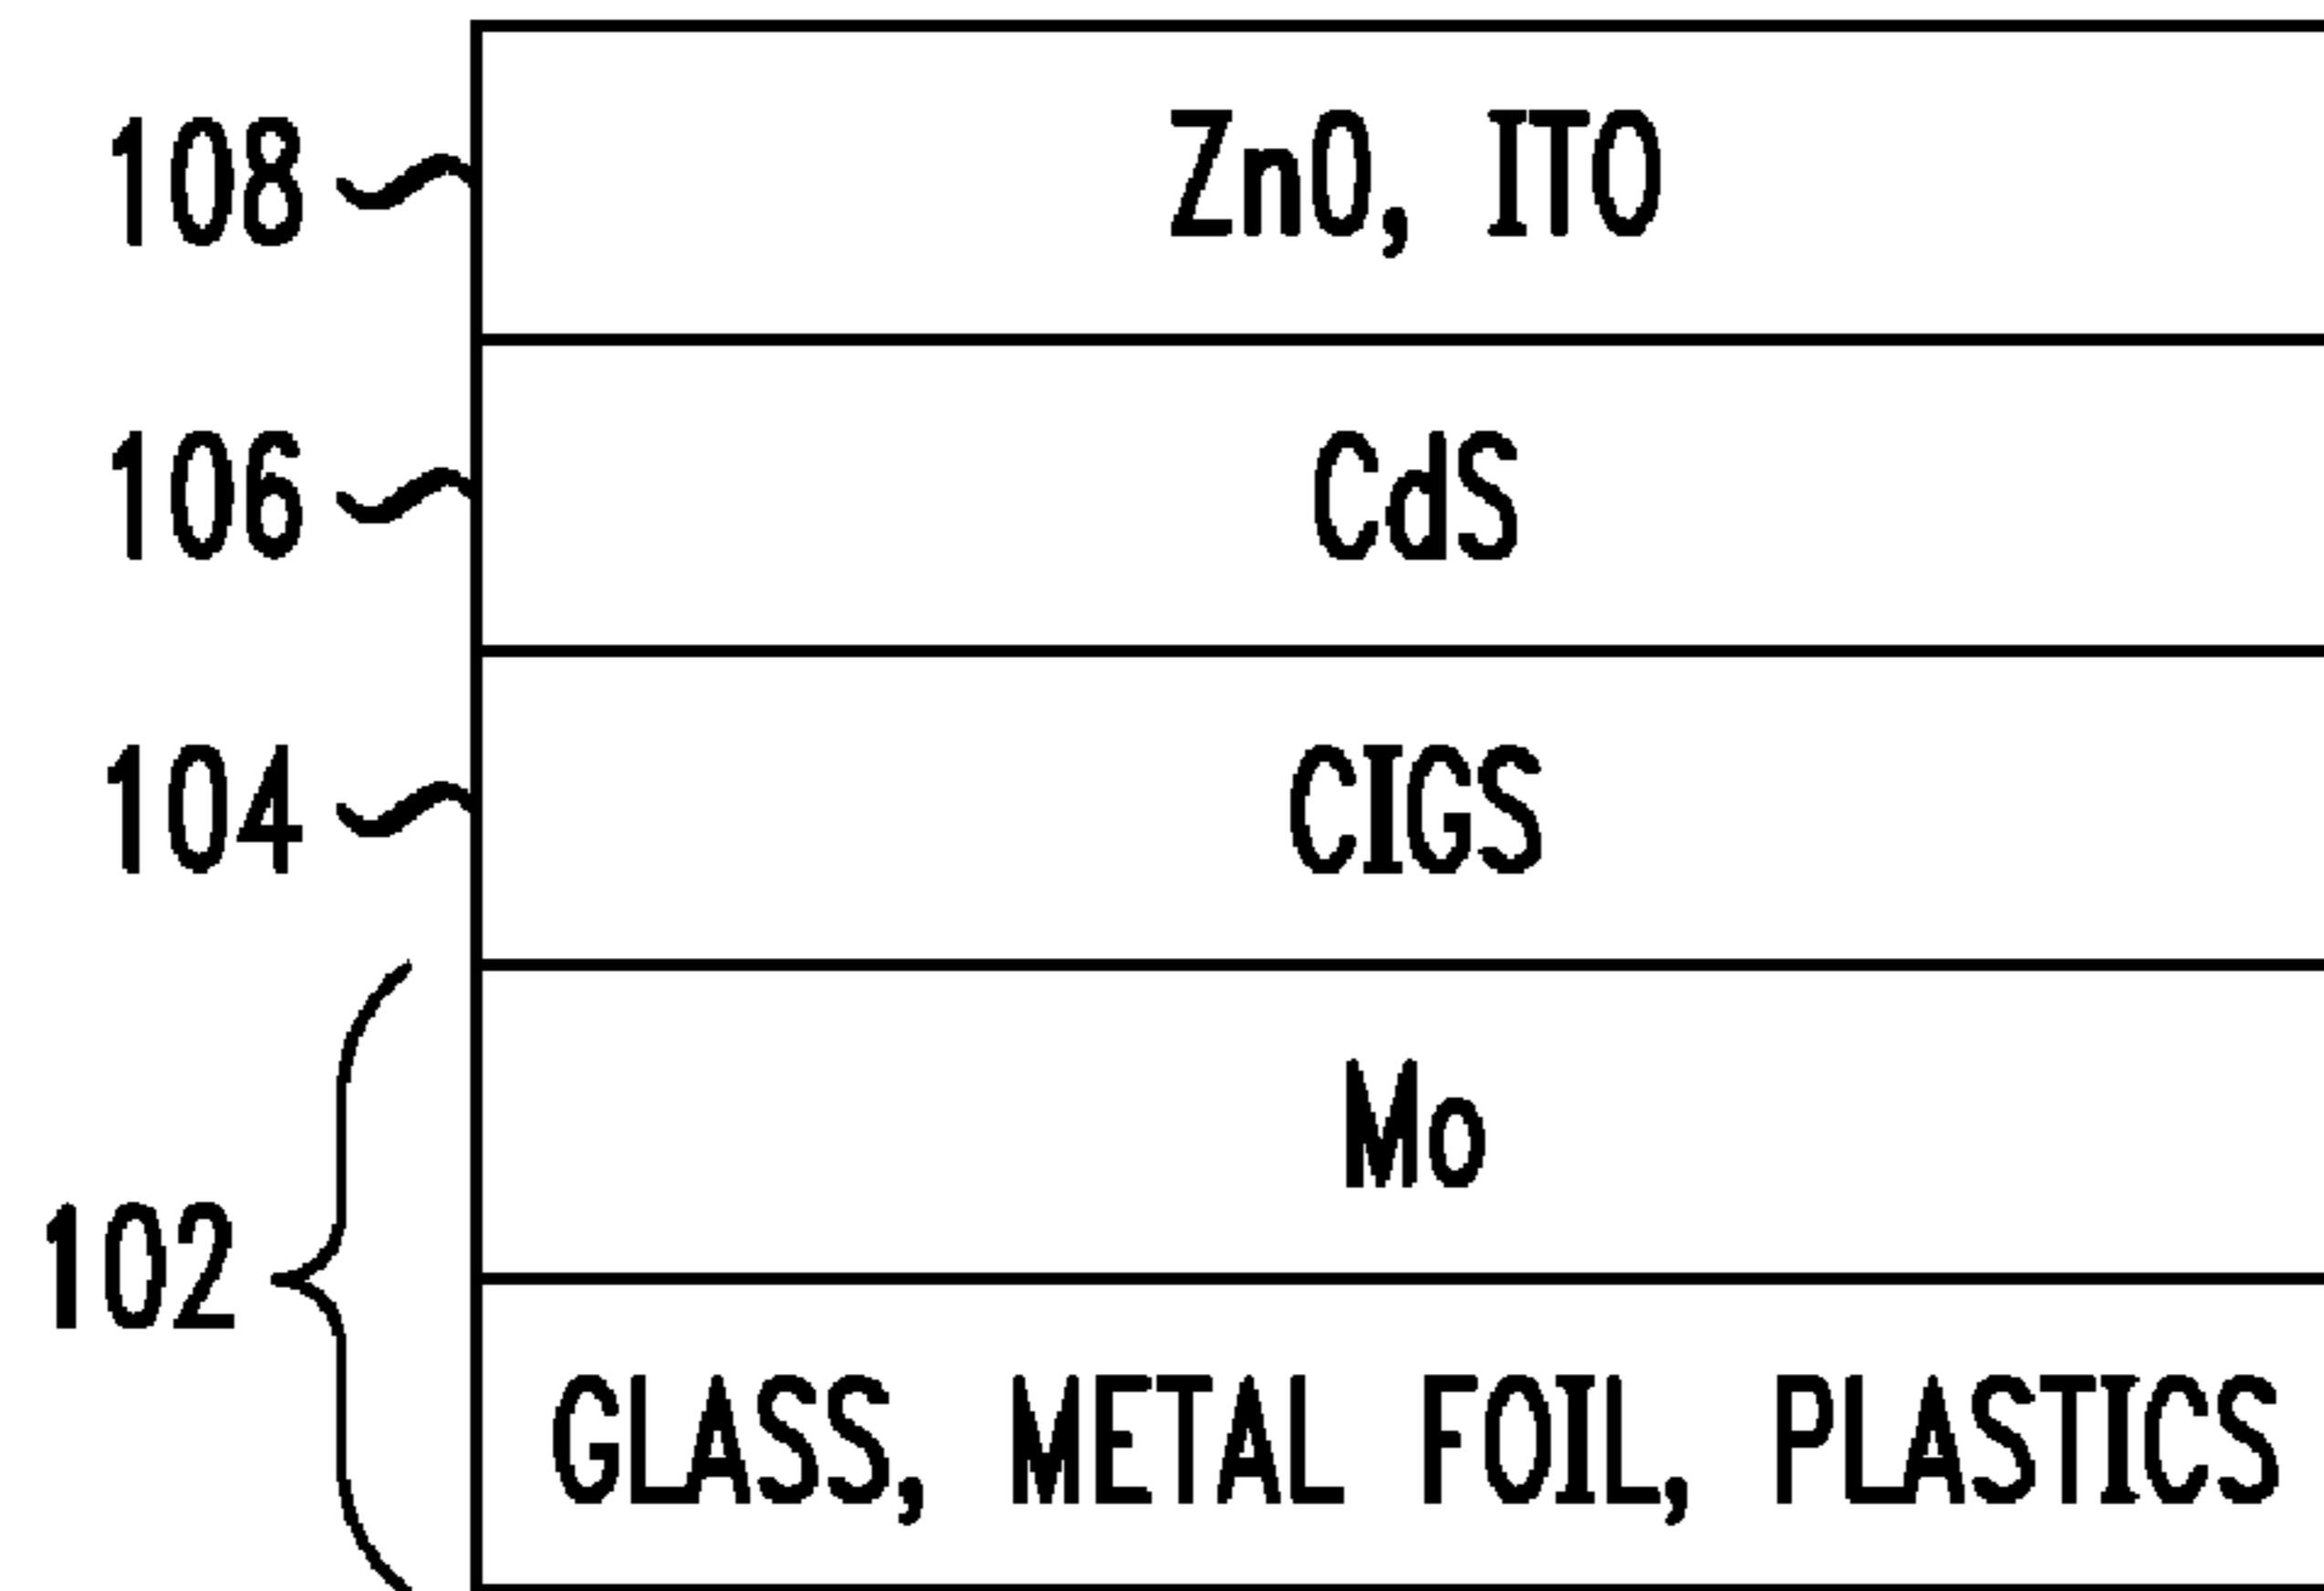 108 ZnO, ITO
106 CdS
104 CIGS
Mo
102
GLASS, METAL FOIL, PLASTICS